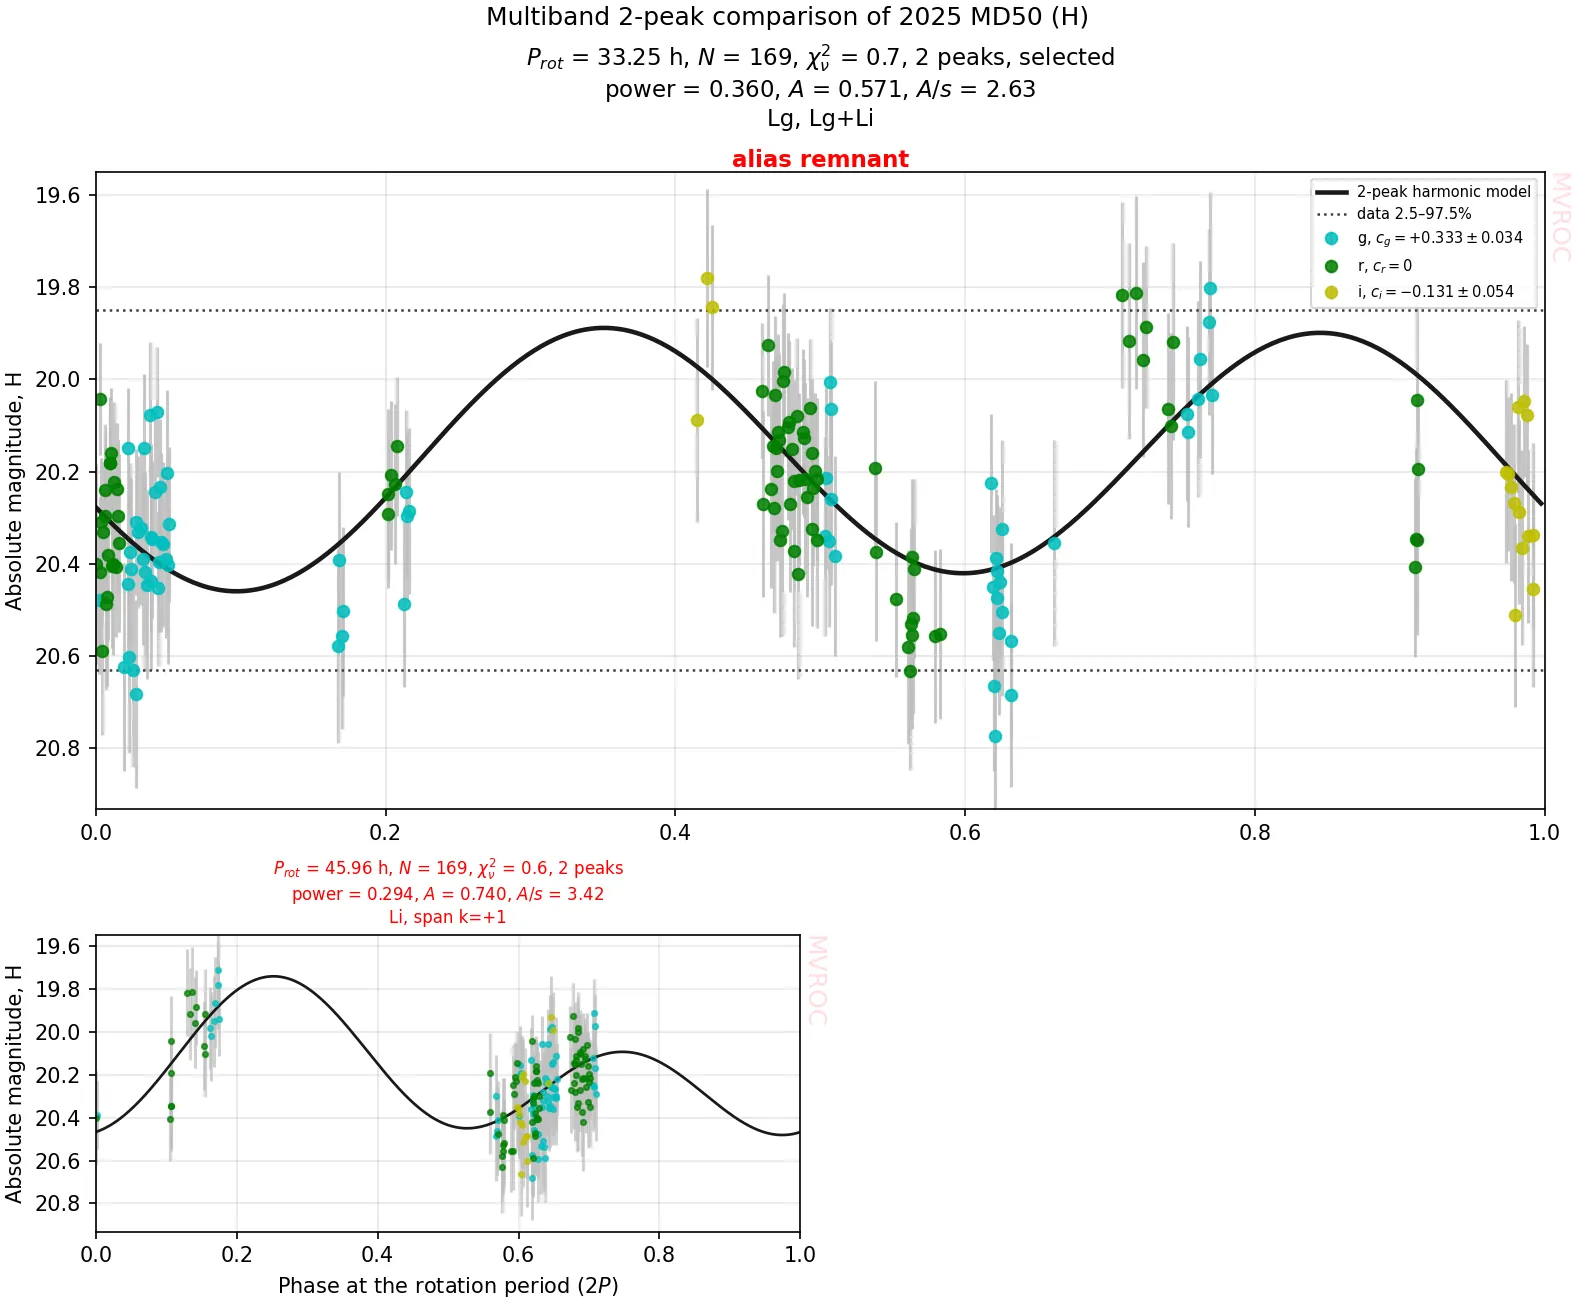 Multiband 2-peak comparison of 2025 MD50 (H)
P_rot = 33.25 h, N = 169, χ²_ν = 0.7, 2 peaks, selected
power = 0.360, A = 0.571, A/s = 2.63
Lg, Lg+Li
alias remnant
MVROC
2-peak harmonic model
data 2.5–97.5%
g, c_g = +0.333 ± 0.034
r, c_r = 0
i, c_i = −0.131 ± 0.054
Absolute magnitude, H
19.6
19.8
20.0
20.2
20.4
20.6
20.8
0.0 0.2 0.4 0.6 0.8 1.0
P_rot = 45.96 h, N = 169, χ²_ν = 0.6, 2 peaks
power = 0.294, A = 0.740, A/s = 3.42
Li, span k=+1
MVROC
Absolute magnitude, H
19.6
19.8
20.0
20.2
20.4
20.6
20.8
0.0 0.2 0.4 0.6 0.8 1.0
Phase at the rotation period (2P)